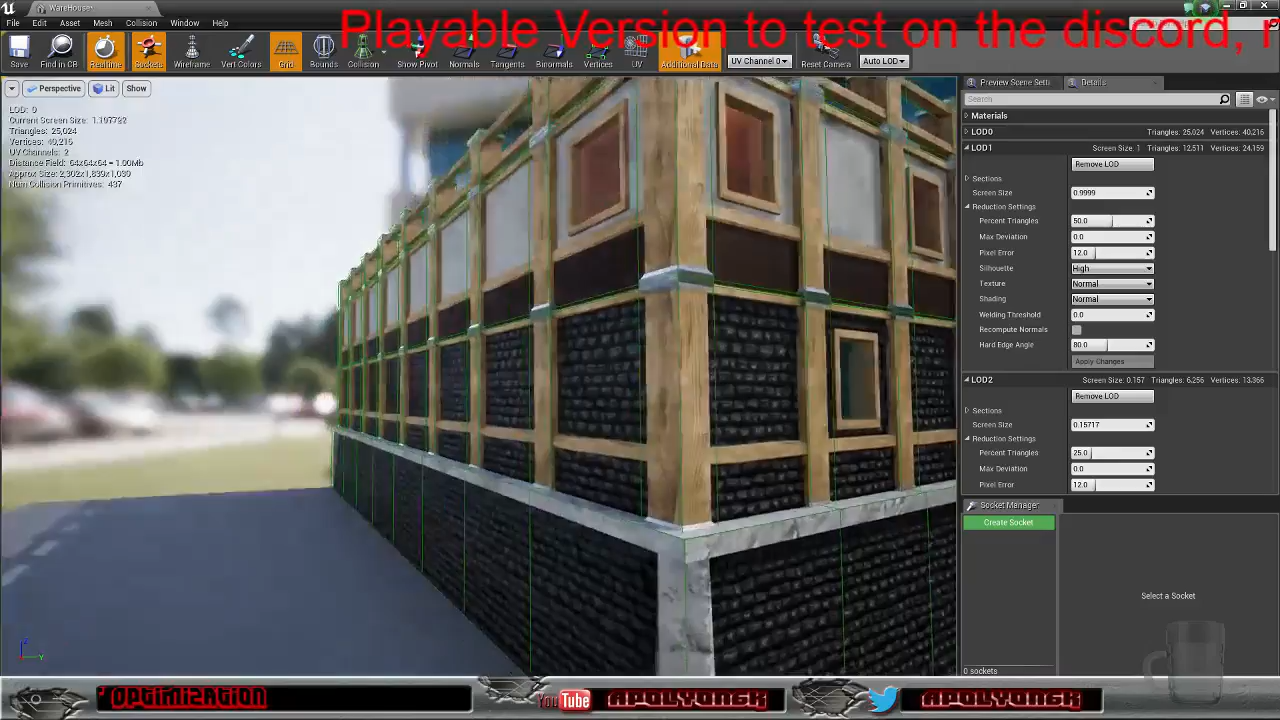 WareHouse*
Playable Version to test on the discord, r
File Edit Asset Mesh Collision Window Help
Save Find in CB Realtime Sockets Wireframe Vert Colors Grid Bounds Collision Show Pivot Normals Tangents Binormals Vertices UV Additional Data UV Channel 0 Reset Camera Auto LOD
Perspective Lit Show
LOD: 0
Current Screen Size: 1.197722
Triangles: 25,024
Vertices: 40,216
UV Channels: 2
Distance Field: 64x64x64 = 1.00Mb
Approx Size: 2,302x1,839x1,039
Num Collision Primitives: 437
Preview Scene Setti Details
Search
Materials
LOD0 Triangles: 25,024 Vertices: 40,216
LOD1 Screen Size: 1 Triangles: 12,511 Vertices: 24,159
Remove LOD
Sections
Screen Size 0.9999
Reduction Settings
Percent Triangles 50.0
Max Deviation 0.0
Pixel Error 12.0
Silhouette High
Texture Normal
Shading Normal
Welding Threshold 0.0
Recompute Normals
Hard Edge Angle 80.0
Apply Changes
LOD2 Screen Size: 0.157 Triangles: 6,256 Vertices: 13,366
Remove LOD
Sections
Screen Size 0.15717
Reduction Settings
Percent Triangles 25.0
Max Deviation 0.0
Pixel Error 12.0
Socket Manager
Create Socket
Select a Socket
0 sockets
Z
Y
OPTIMIZATION YouTube APOLYONGK APOLYONGK